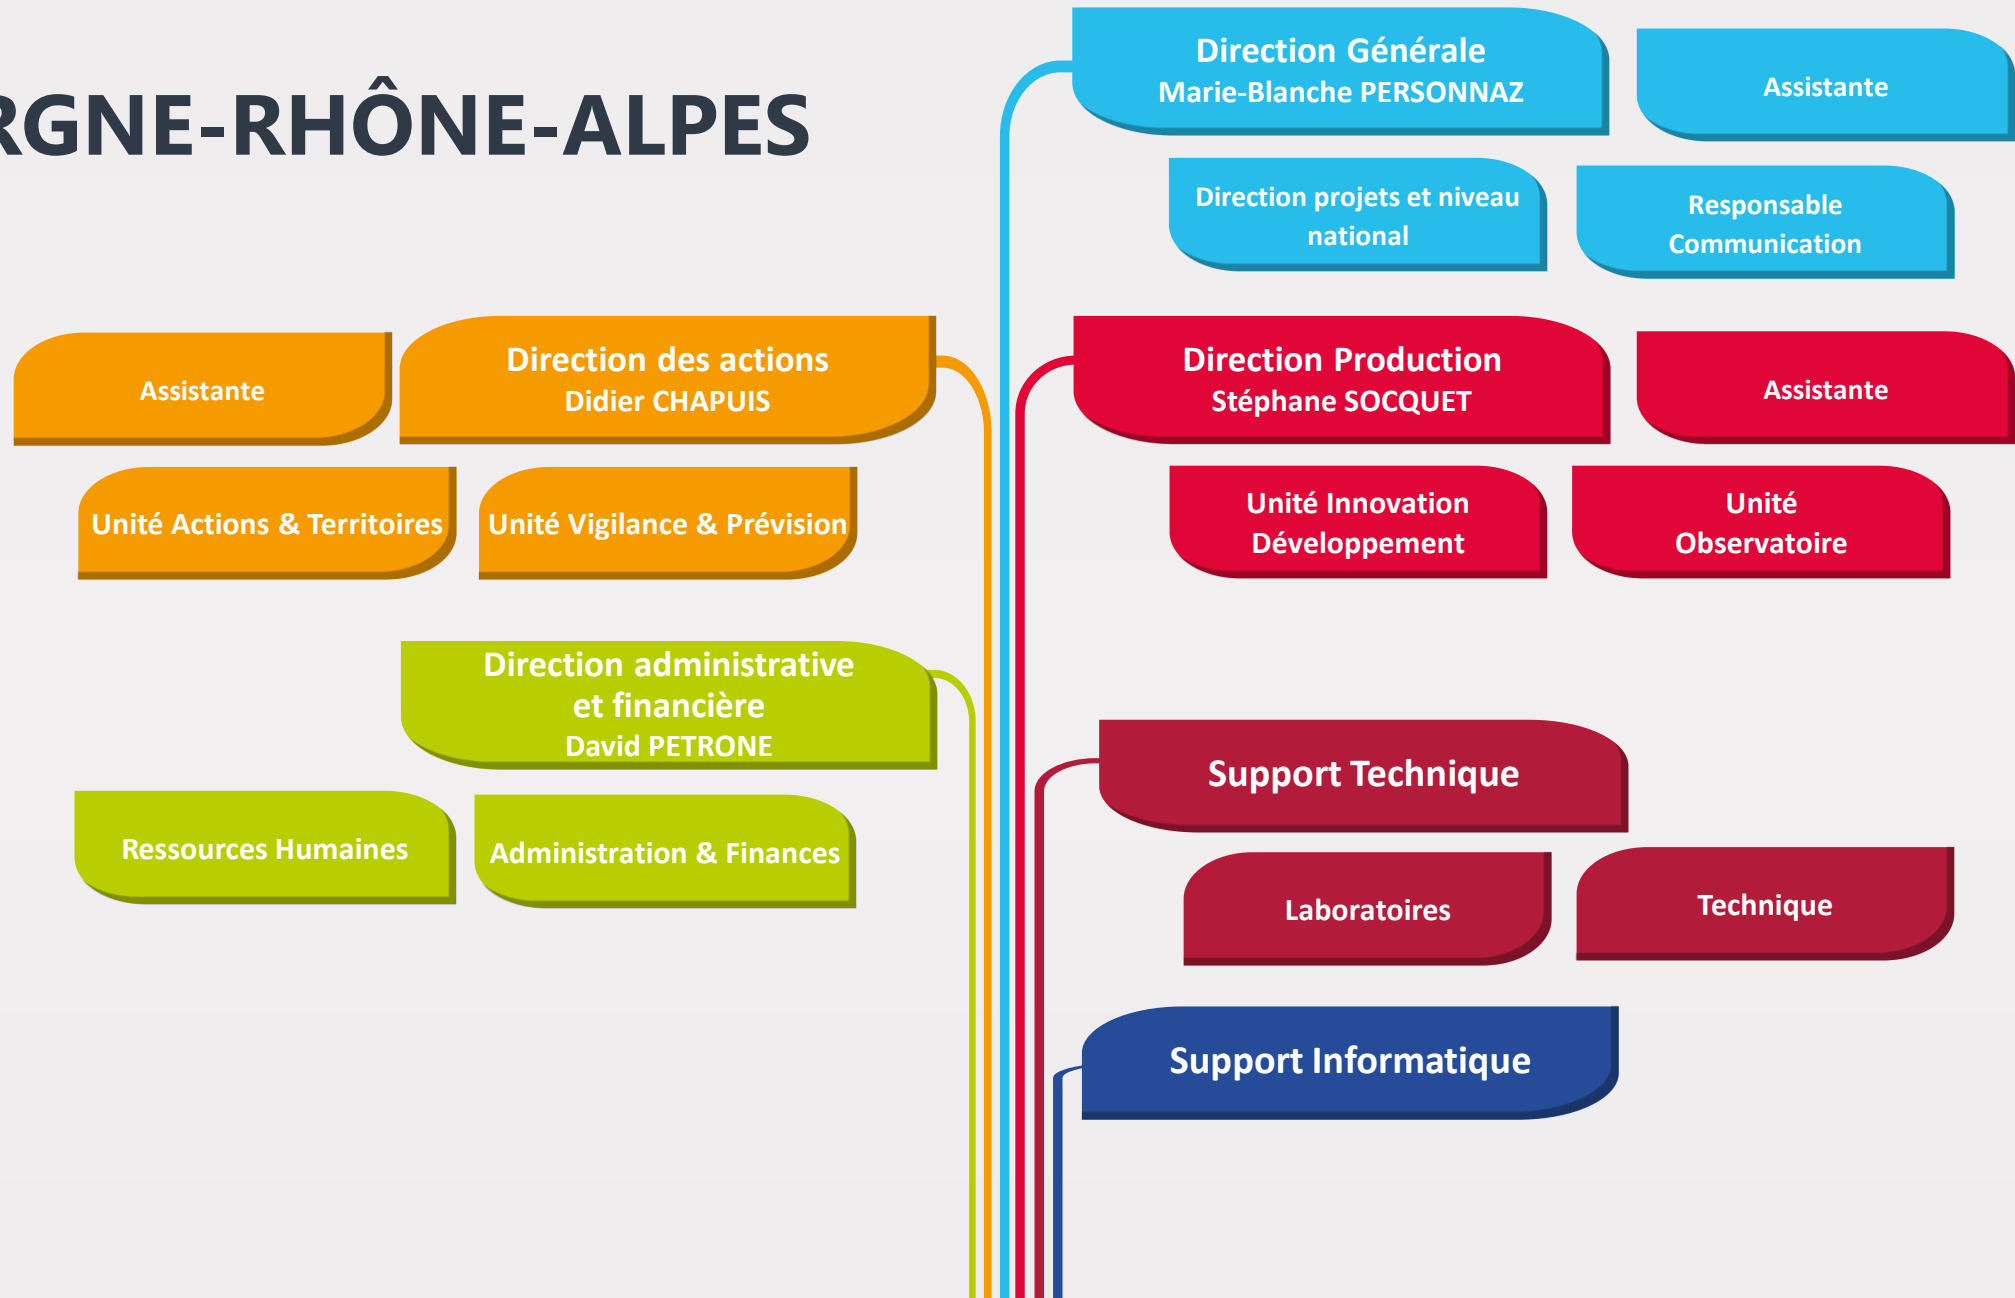 RGNE-RHÔNE-ALPES
Direction Générale
Marie-Blanche PERSONNAZ
Assistante
Direction projets et niveau
national
Responsable
Communication
Assistante
Direction des actions
Didier CHAPUIS
Unité Actions & Territoires
Unité Vigilance & Prévision
Direction Production
Stéphane SOCQUET
Assistante
Unité Innovation
Développement
Unité
Observatoire
Direction administrative
et financière
David PETRONE
Ressources Humaines
Administration & Finances
Support Technique
Laboratoires
Technique
Support Informatique